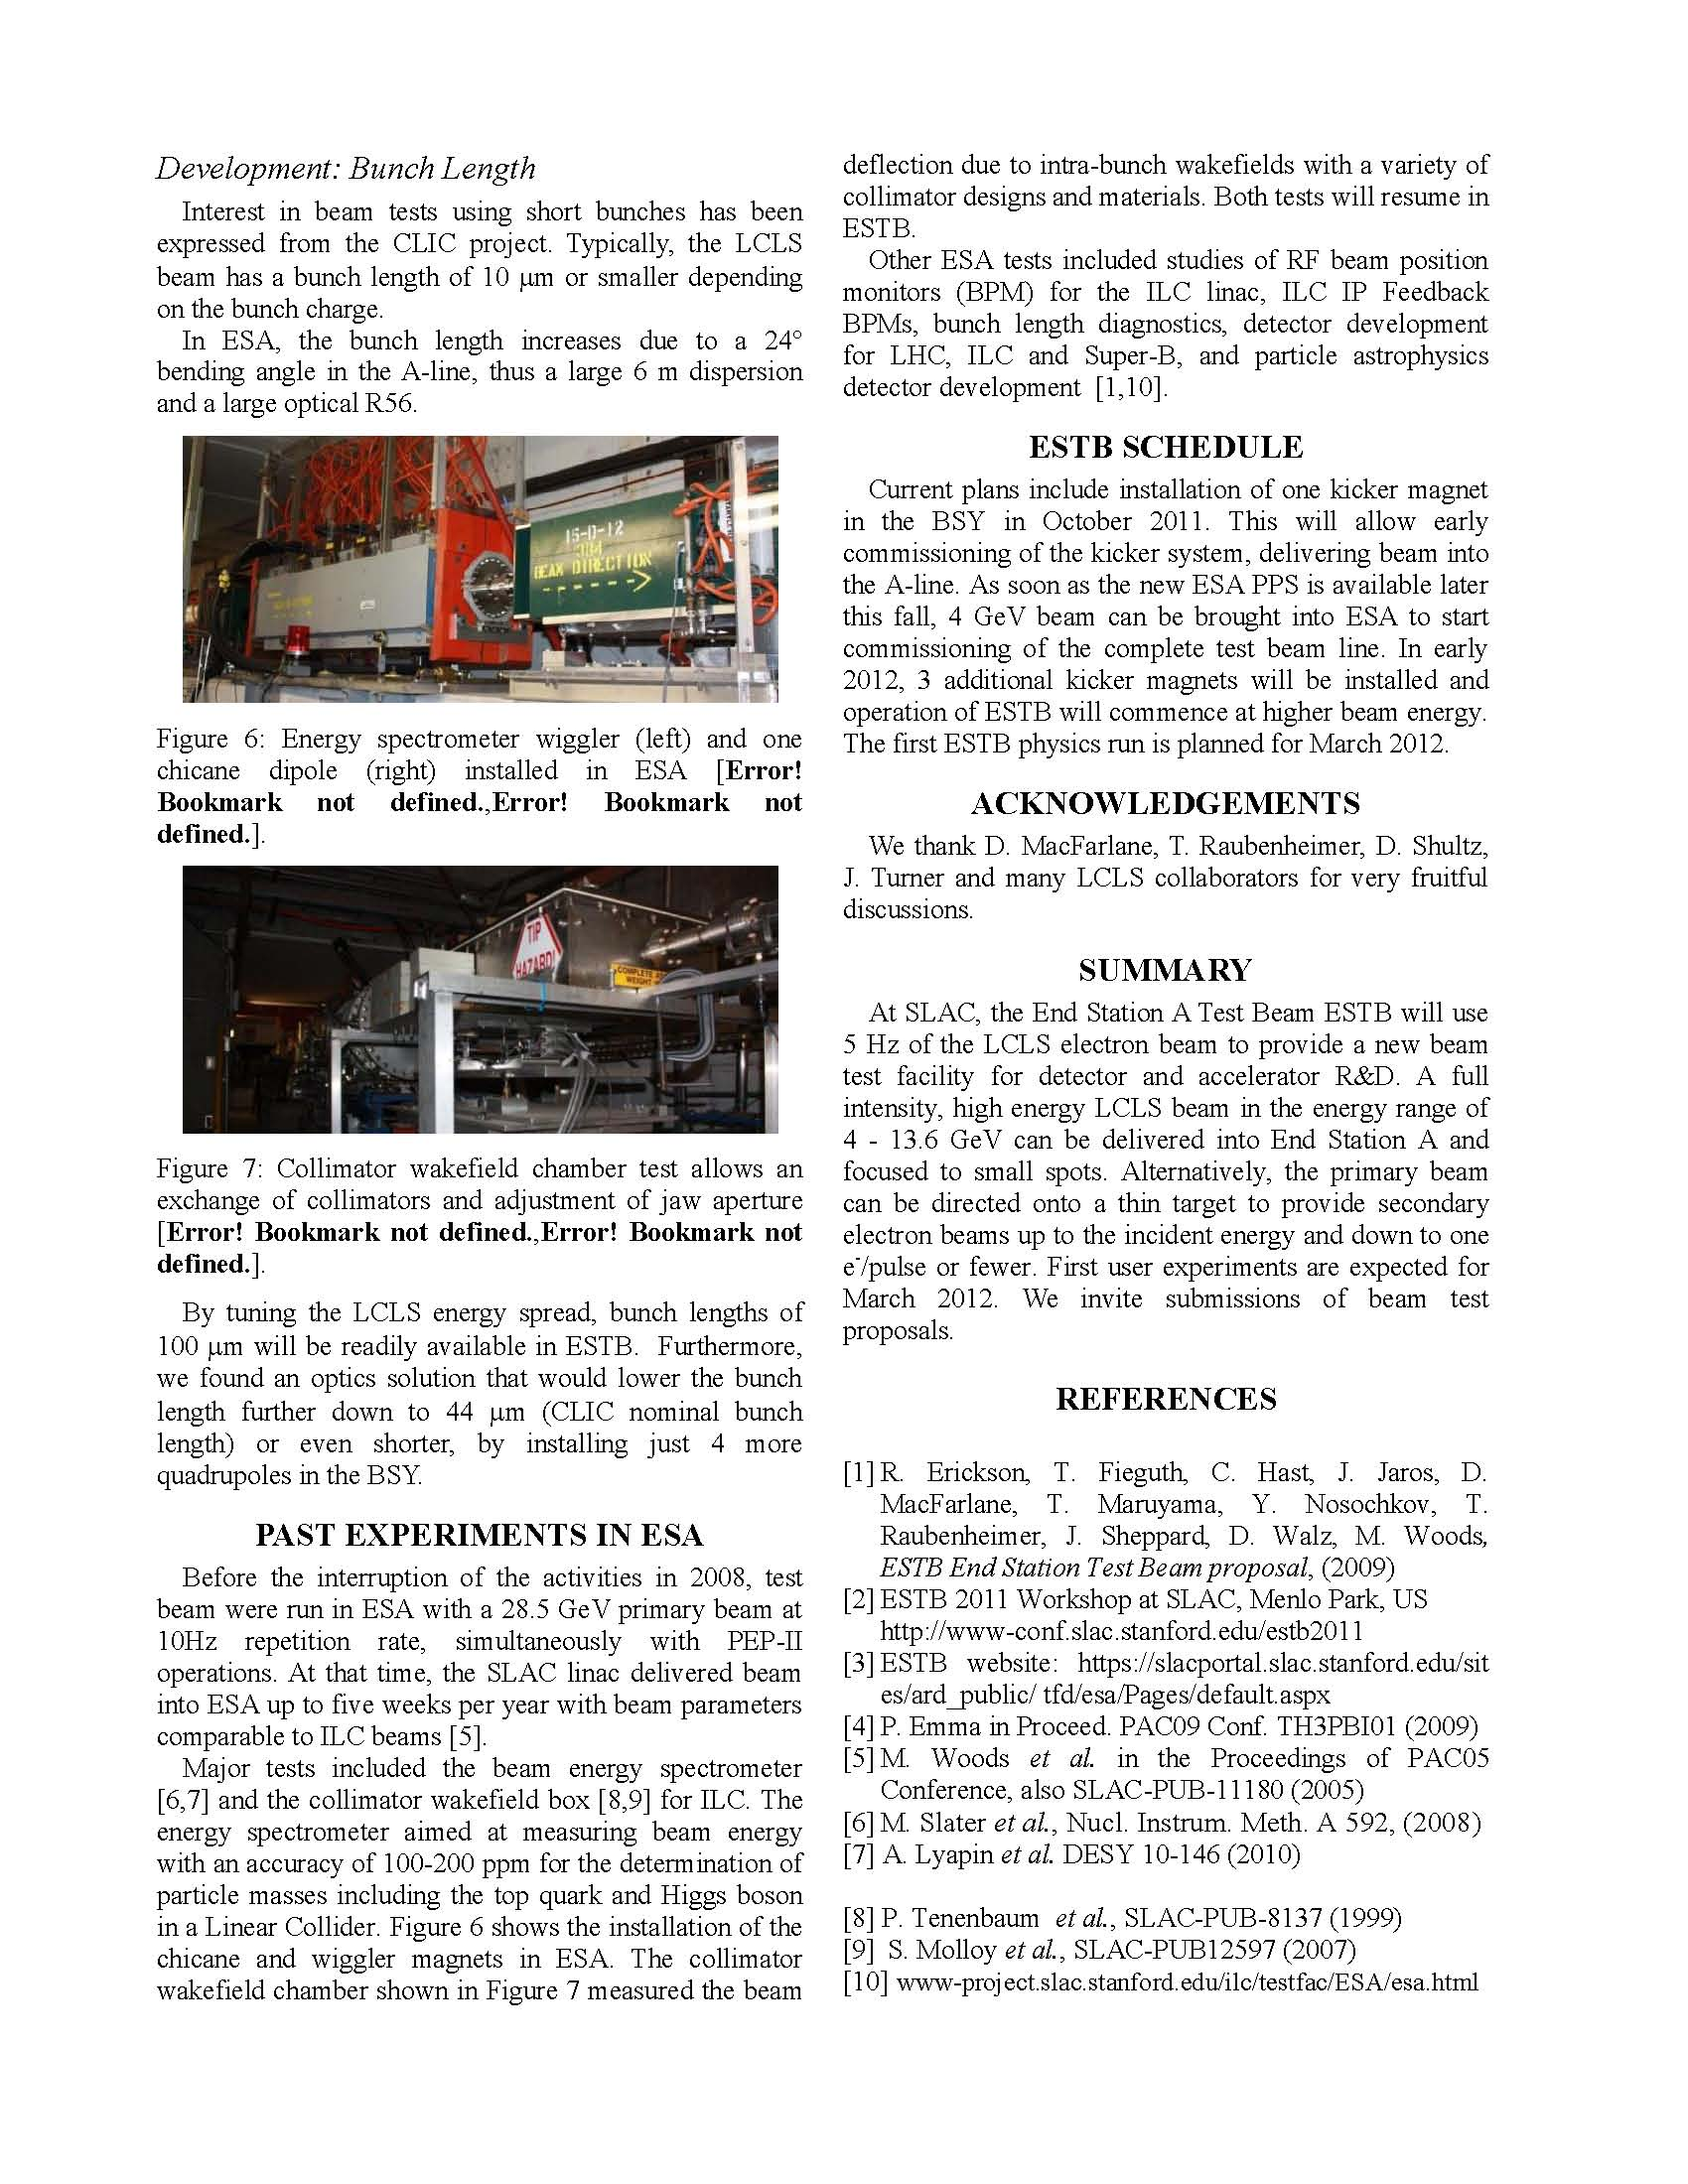 Development: Bunch Length
Interest in beam tests using short bunches has been
expressed from the CLIC project. Typically, the LCLS
beam has a bunch length of 10 μm or smaller depending
on the bunch charge.
In ESA, the bunch length increases due to a 24°
bending angle in the A-line, thus a large 6 m dispersion
and a large optical R56.
15-D-12
BEAM DIRECTION
Figure 6: Energy spectrometer wiggler (left) and one
chicane dipole (right) installed in ESA [Error!
Bookmark not defined.,Error! Bookmark not
defined.].
TIP
HAZARD!
COMPLETE
WEIGHT
Figure 7: Collimator wakefield chamber test allows an
exchange of collimators and adjustment of jaw aperture
[Error! Bookmark not defined.,Error! Bookmark not
defined.].
By tuning the LCLS energy spread, bunch lengths of
100 μm will be readily available in ESTB. Furthermore,
we found an optics solution that would lower the bunch
length further down to 44 μm (CLIC nominal bunch
length) or even shorter, by installing just 4 more
quadrupoles in the BSY.
PAST EXPERIMENTS IN ESA
Before the interruption of the activities in 2008, test
beam were run in ESA with a 28.5 GeV primary beam at
10Hz repetition rate, simultaneously with PEP-II
operations. At that time, the SLAC linac delivered beam
into ESA up to five weeks per year with beam parameters
comparable to ILC beams [5].
Major tests included the beam energy spectrometer
[6,7] and the collimator wakefield box [8,9] for ILC. The
energy spectrometer aimed at measuring beam energy
with an accuracy of 100-200 ppm for the determination of
particle masses including the top quark and Higgs boson
in a Linear Collider. Figure 6 shows the installation of the
chicane and wiggler magnets in ESA. The collimator
wakefield chamber shown in Figure 7 measured the beam
deflection due to intra-bunch wakefields with a variety of
collimator designs and materials. Both tests will resume in
ESTB.
Other ESA tests included studies of RF beam position
monitors (BPM) for the ILC linac, ILC IP Feedback
BPMs, bunch length diagnostics, detector development
for LHC, ILC and Super-B, and particle astrophysics
detector development [1,10].
ESTB SCHEDULE
Current plans include installation of one kicker magnet
in the BSY in October 2011. This will allow early
commissioning of the kicker system, delivering beam into
the A-line. As soon as the new ESA PPS is available later
this fall, 4 GeV beam can be brought into ESA to start
commissioning of the complete test beam line. In early
2012, 3 additional kicker magnets will be installed and
operation of ESTB will commence at higher beam energy.
The first ESTB physics run is planned for March 2012.
ACKNOWLEDGEMENTS
We thank D. MacFarlane, T. Raubenheimer, D. Shultz,
J. Turner and many LCLS collaborators for very fruitful
discussions.
SUMMARY
At SLAC, the End Station A Test Beam ESTB will use
5 Hz of the LCLS electron beam to provide a new beam
test facility for detector and accelerator R&D. A full
intensity, high energy LCLS beam in the energy range of
4 - 13.6 GeV can be delivered into End Station A and
focused to small spots. Alternatively, the primary beam
can be directed onto a thin target to provide secondary
electron beams up to the incident energy and down to one
e⁻/pulse or fewer. First user experiments are expected for
March 2012. We invite submissions of beam test
proposals.
REFERENCES
[1] R. Erickson, T. Fieguth, C. Hast, J. Jaros, D.
MacFarlane, T. Maruyama, Y. Nosochkov, T.
Raubenheimer, J. Sheppard, D. Walz, M. Woods,
ESTB End Station Test Beam proposal, (2009)
[2] ESTB 2011 Workshop at SLAC, Menlo Park, US
http://www-conf.slac.stanford.edu/estb2011
[3] ESTB website: https://slacportal.slac.stanford.edu/sit
es/ard_public/ tfd/esa/Pages/default.aspx
[4] P. Emma in Proceed. PAC09 Conf. TH3PBI01 (2009)
[5] M. Woods et al. in the Proceedings of PAC05
Conference, also SLAC-PUB-11180 (2005)
[6] M. Slater et al., Nucl. Instrum. Meth. A 592, (2008)
[7] A. Lyapin et al. DESY 10-146 (2010)
[8] P. Tenenbaum et al., SLAC-PUB-8137 (1999)
[9] S. Molloy et al., SLAC-PUB12597 (2007)
[10] www-project.slac.stanford.edu/ilc/testfac/ESA/esa.html